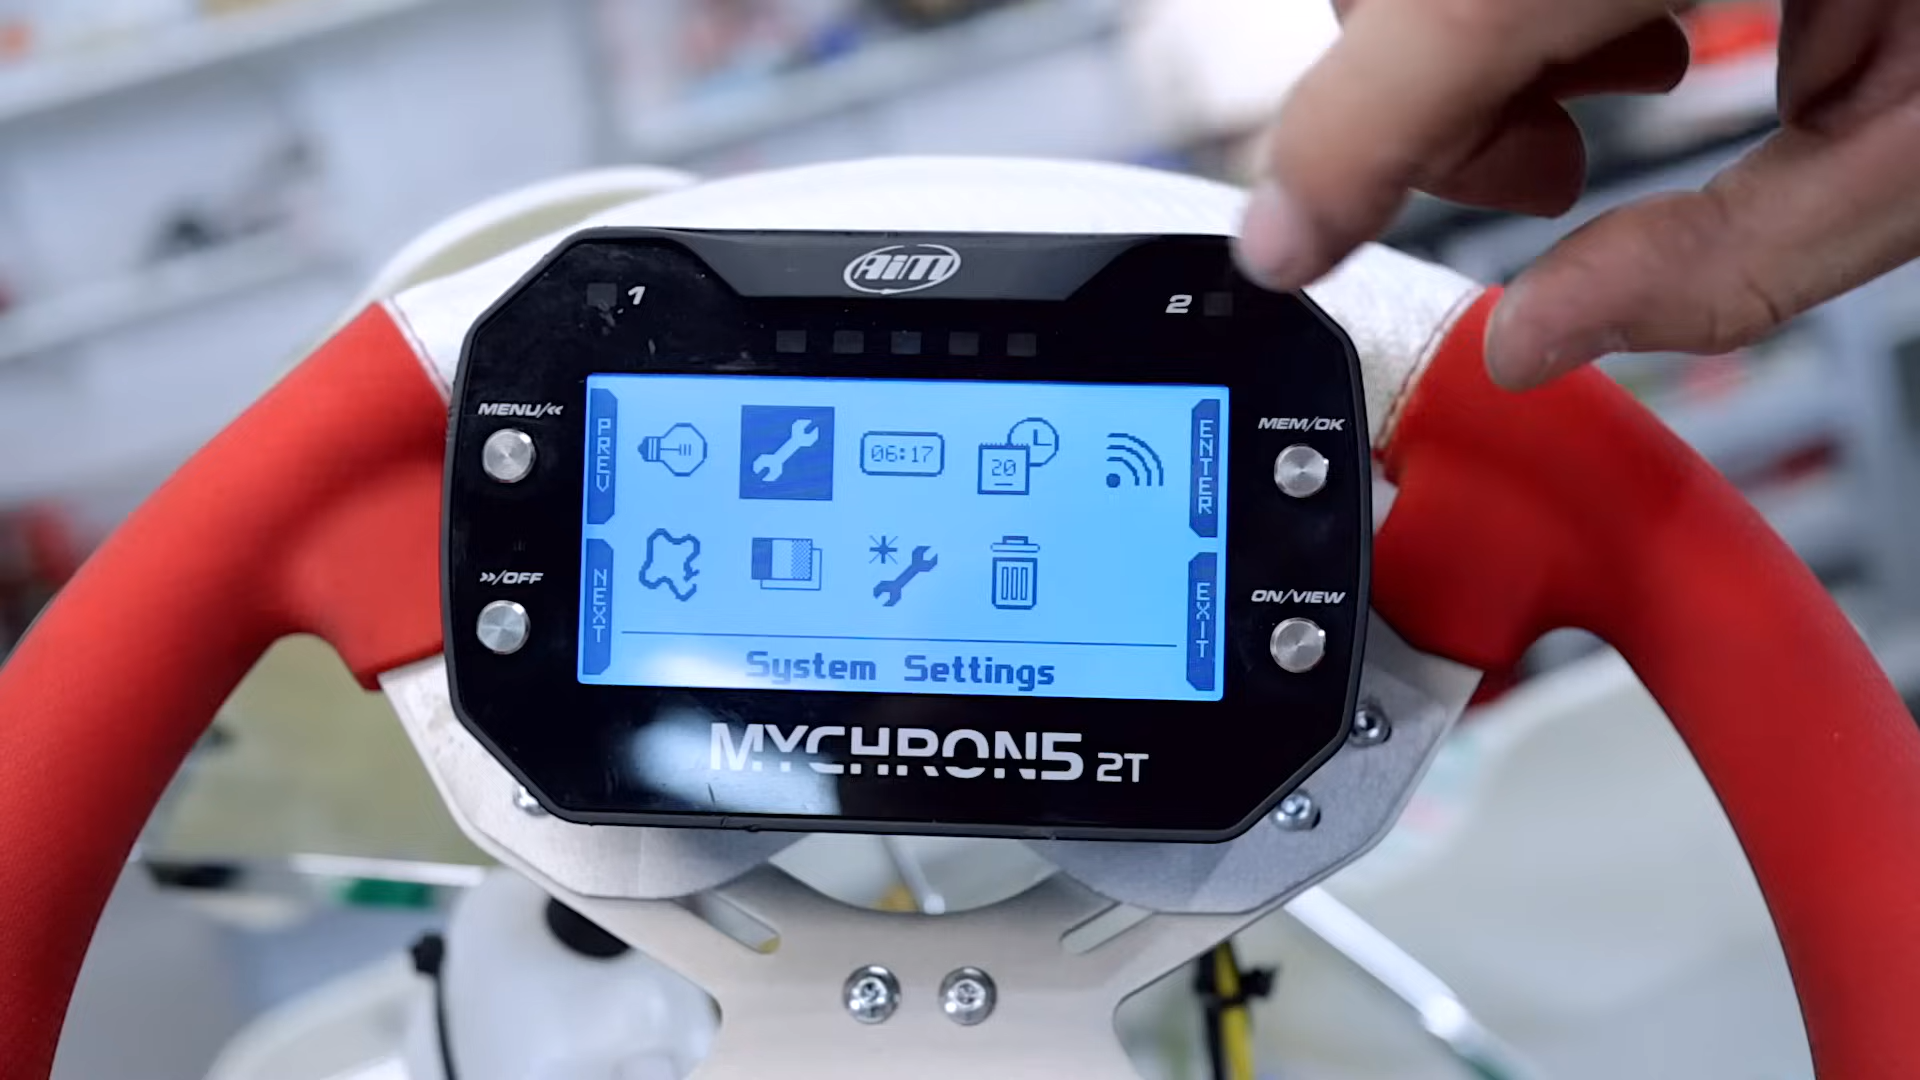 AiM
1
2
MENU/«
MEM/OK
PREV
06:17
20
ENTER
»/OFF
ON/VIEW
NEXT
EXIT
System Settings
MYCHRON5 2T